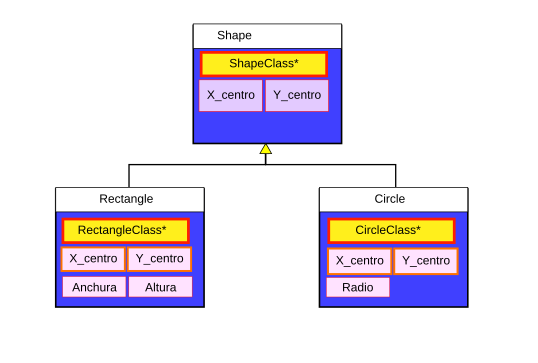 Shape
ShapeClass*
X_centro Y_centro
Rectangle
RectangleClass*
X_centro Y_centro
Anchura Altura
Circle
CircleClass*
X_centro Y_centro
Radio